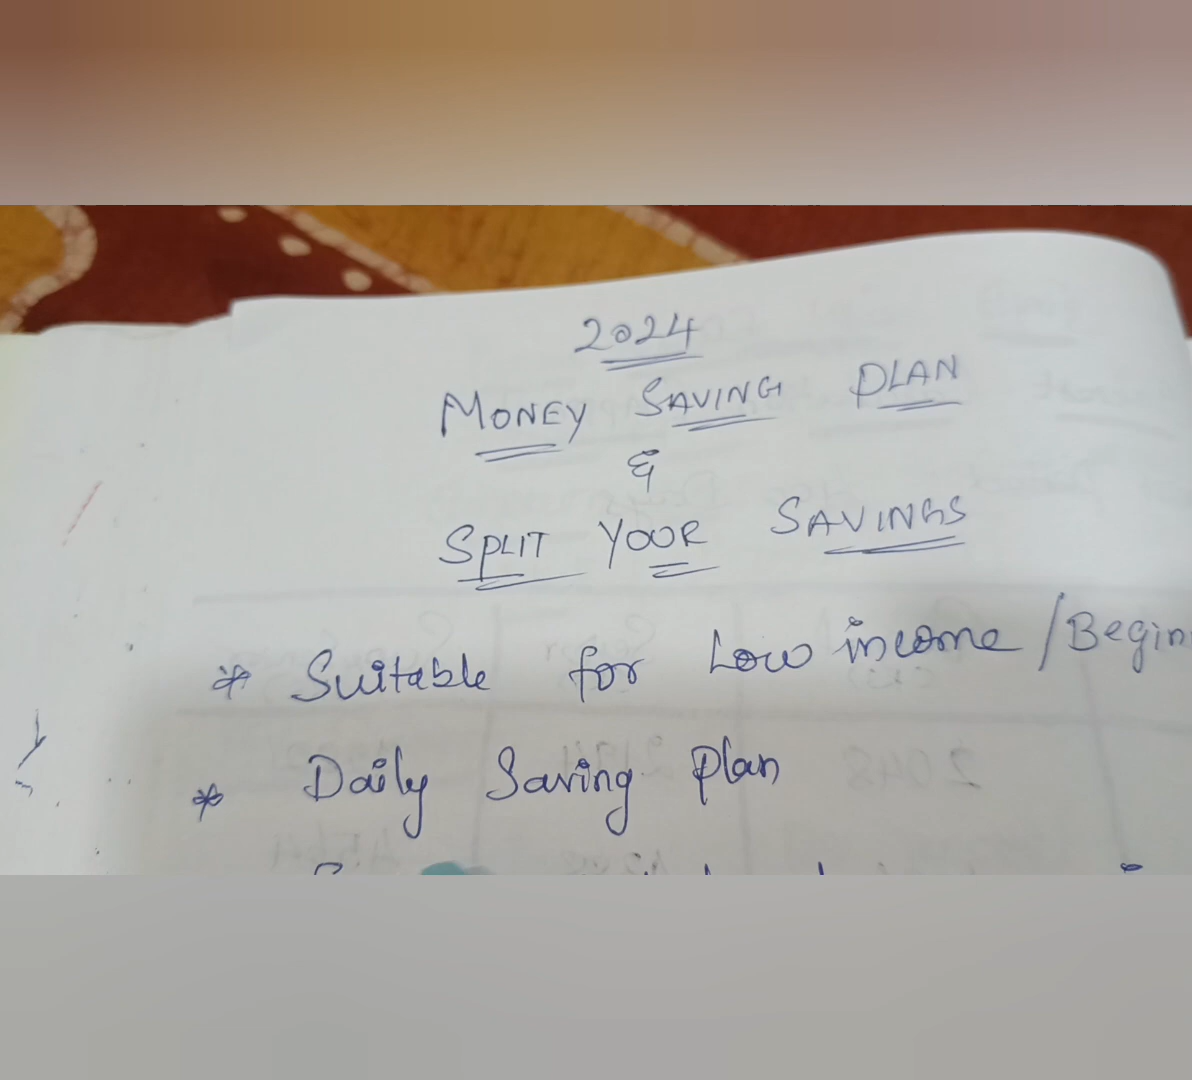 2024
MONEY SAVING PLAN
&
SPLIT YOUR SAVINGS
* Suitable for Low income / Begin
* Daily Saving Plan